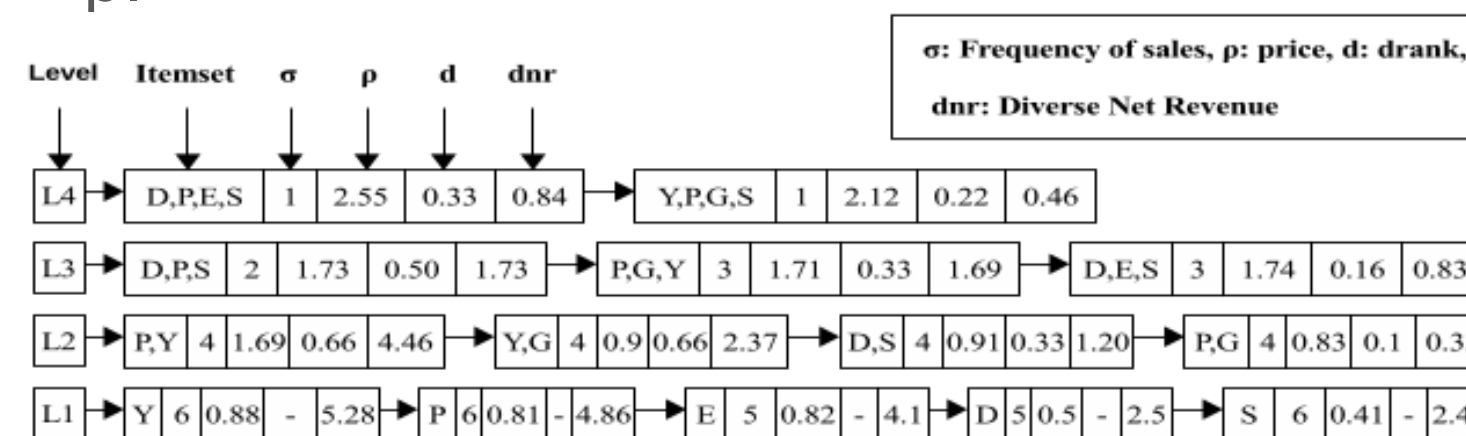 σ: Frequency of sales, ρ: price, d: drank,
dnr: Diverse Net Revenue
Level Itemset σ ρ d dnr
L4 D,P,E,S 1 2.55 0.33 0.84 Y,P,G,S 1 2.12 0.22 0.46
L3 D,P,S 2 1.73 0.50 1.73 P,G,Y 3 1.71 0.33 1.69 D,E,S 3 1.74 0.16 0.83
L2 P,Y 4 1.69 0.66 4.46 Y,G 4 0.9 0.66 2.37 D,S 4 0.91 0.33 1.20 P,G 4 0.83 0.1
L1 Y 6 0.88 - 5.28 P 6 0.81 - 4.86 E 5 0.82 - 4.1 D 5 0.5 - 2.5 S 6 0.41 -